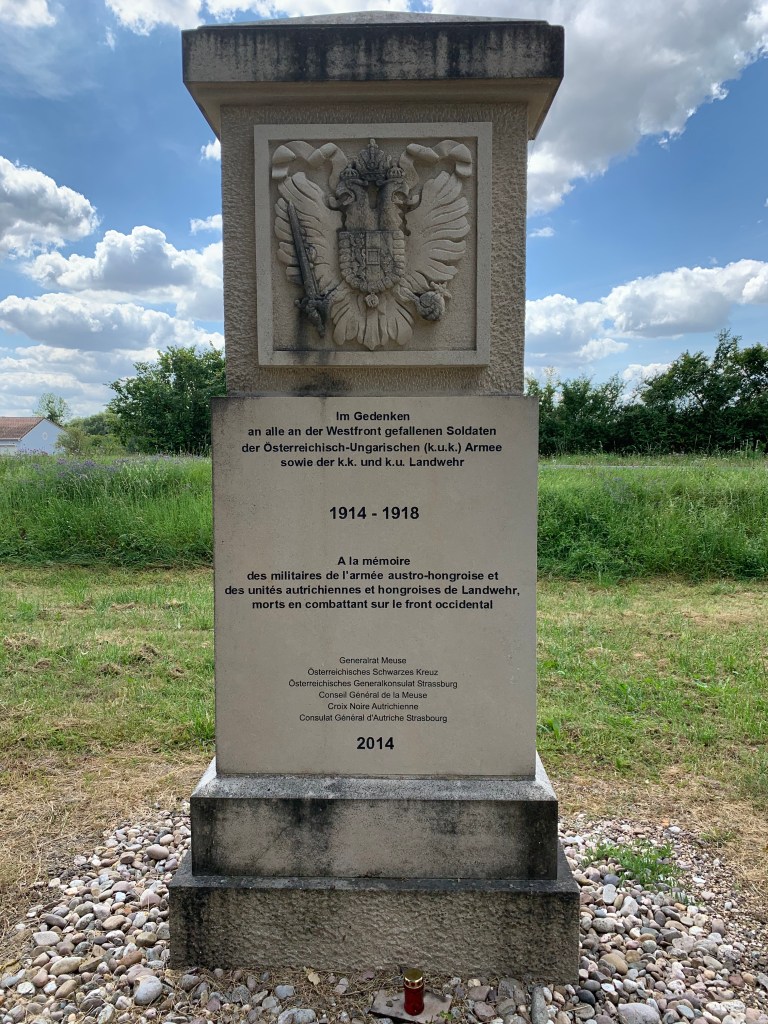 Im Gedenken
an alle an der Westfront gefallenen Soldaten
der Österreichisch-Ungarischen (k.u.k.) Armee
sowie der k.k. und k.u. Landwehr
1914 - 1918
A la mémoire
des militaires de l'armée austro-hongroise et
des unités autrichiennes et hongroises de Landwehr,
morts en combattant sur le front occidental
Generalrat Meuse
Österreichisches Schwarzes Kreuz
Österreichisches Generalkonsulat Strassburg
Conseil Général de la Meuse
Croix Noire Autrichienne
Consulat Général d'Autriche Strasbourg
2014